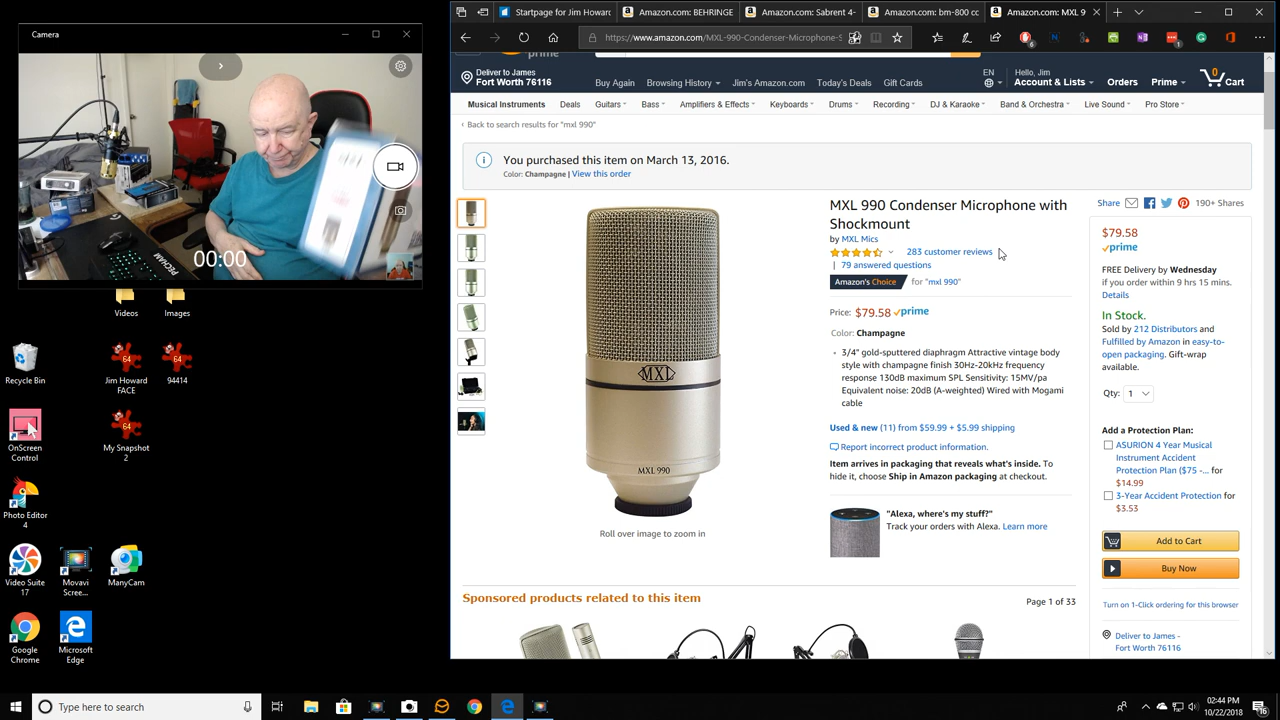 Camera
00:00
Startpage for Jim Howar
Amazon.com: BEHRINGE
Amazon.com: Sabrent 4-
Amazon.com: bm-800 co
Amazon.com: MXL 9
https://www.amazon.com/MXL-990-Condenser-Microphone-S
prime
Deliver to James
Fort Worth 76116
Buy Again
Browsing History
Jim's Amazon.com
Today's Deals
Gift Cards
EN
Hello, Jim
Account & Lists
Orders
Prime
0
Cart
Musical Instruments
Deals
Guitars
Bass
Amplifiers & Effects
Keyboards
Drums
Recording
DJ & Karaoke
Band & Orchestra
Live Sound
Pro Store
‹ Back to search results for "mxl 990"
You purchased this item on March 13, 2016.
Color: Champagne | View this order
MXL
MXL 990
Roll over image to zoom in
MXL 990 Condenser Microphone with
Shockmount
by MXL Mics
283 customer reviews
| 79 answered questions
Amazon's Choice for "mxl 990"
Price: $79.58 prime
Color: Champagne
• 3/4" gold-sputtered diaphragm Attractive vintage body
style with champagne finish 30Hz-20kHz frequency
response 130dB maximum SPL Sensitivity: 15MV/pa
Equivalent noise: 20dB (A-weighted) Wired with Mogami
cable
Used & new (11) from $59.99 + $5.99 shipping
Report incorrect product information.
Item arrives in packaging that reveals what's inside. To
hide it, choose Ship in Amazon packaging at checkout.
"Alexa, where's my stuff?"
Track your orders with Alexa. Learn more
Share
190+ Shares
$79.58
prime
FREE Delivery by Wednesday
if you order within 9 hrs 15 mins.
Details
In Stock.
Sold by 212 Distributors and
Fulfilled by Amazon in easy-to-
open packaging. Gift-wrap
available.
Qty: 1
Add a Protection Plan:
ASURION 4 Year Musical
Instrument Accident
Protection Plan ($75 -... for
$14.99
3-Year Accident Protection for
$3.53
Add to Cart
Buy Now
Turn on 1-Click ordering for this browser
Deliver to James -
Fort Worth 76116
Sponsored products related to this item
Page 1 of 33
Videos
Images
Recycle Bin
Jim Howard
FACE
94414
OnScreen
Control
My Snapshot
2
Photo Editor
4
Video Suite
17
Movavi
Scree...
ManyCam
Google
Chrome
Microsoft
Edge
Type here to search
02:44 PM
10/22/2018
16